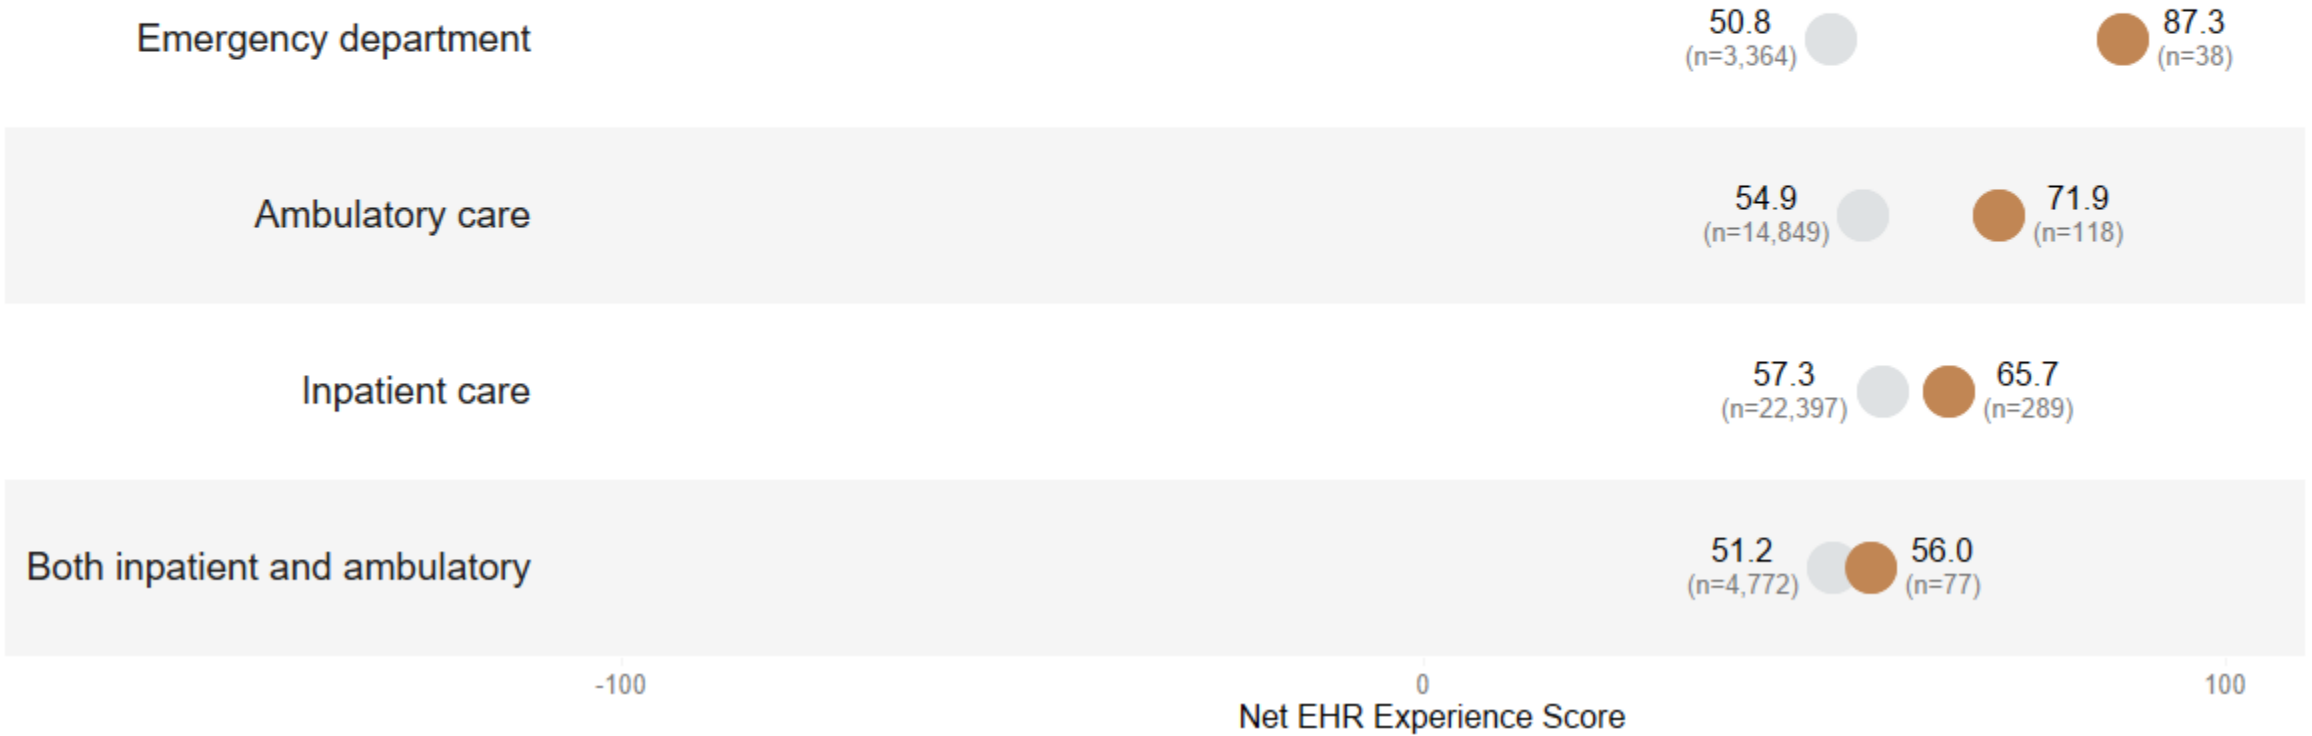 Emergency department
50.8
(n=3,364)
87.3
(n=38)
Ambulatory care
54.9
(n=14,849)
71.9
(n=118)
Inpatient care
57.3
(n=22,397)
65.7
(n=289)
Both inpatient and ambulatory
51.2
(n=4,772)
56.0
(n=77)
-100
0
100
Net EHR Experience Score